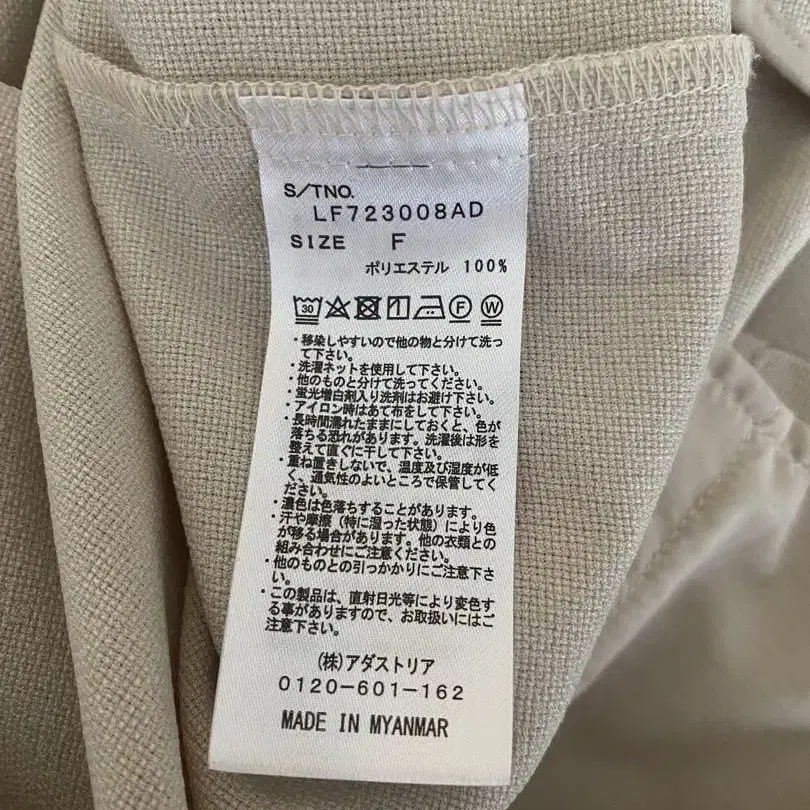 S/TNO.
LF723008AD
SIZE F
ポリエステル 100%
30 F W
・移染しやすいので他の物と分けて洗っ
て下さい。
・洗濯ネットを使用して下さい。
・他のものと分けて洗ってください。
・蛍光増白剤入り洗剤はお避け下さい。
・アイロン時はあて布をして下さい。
・長時間濡れたままにしておくと、色が
落ちる恐れがあります。洗濯後は形を
整えて直ぐに干して下さい。
・重ね置きしないで、温度及び湿度が低
く、通気性のよいところで保管してく
ださい。
・濃色は色落ちすることがあります。
・汗や摩擦（特に湿った状態）により色
が移る場合があります。他の衣類との
組み合わせにご注意ください。
・他のものとの引っかかりにご注意下さ
い。
・この製品は、直射日光等により変色す
る事がありますので、お取扱いにはご
注意下さい。
(株)アダストリア
0120-601-162
MADE IN MYANMAR